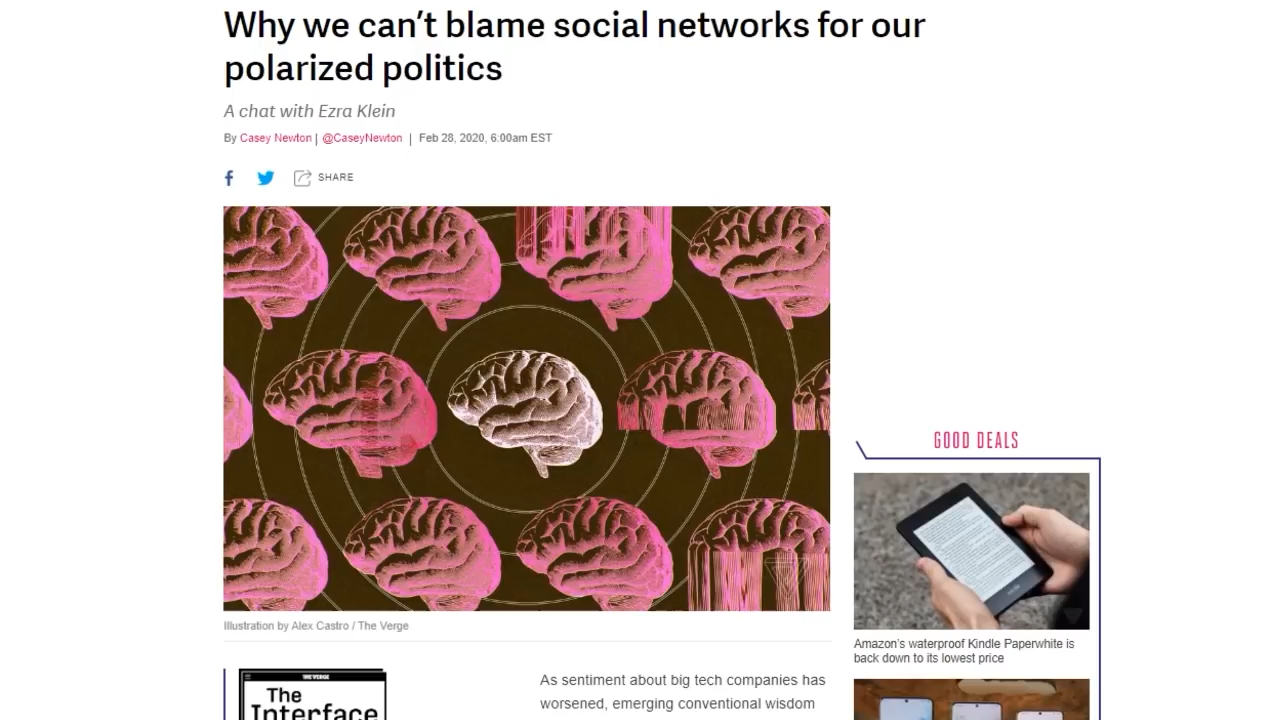 Why we can’t blame social networks for our
polarized politics
A chat with Ezra Klein
By Casey Newton | @CaseyNewton | Feb 28, 2020, 6:00am EST
SHARE
Illustration by Alex Castro / The Verge
GOOD DEALS
Amazon’s waterproof Kindle Paperwhite is
back down to its lowest price
THE VERGE
The
Interface
As sentiment about big tech companies has
worsened, emerging conventional wisdom